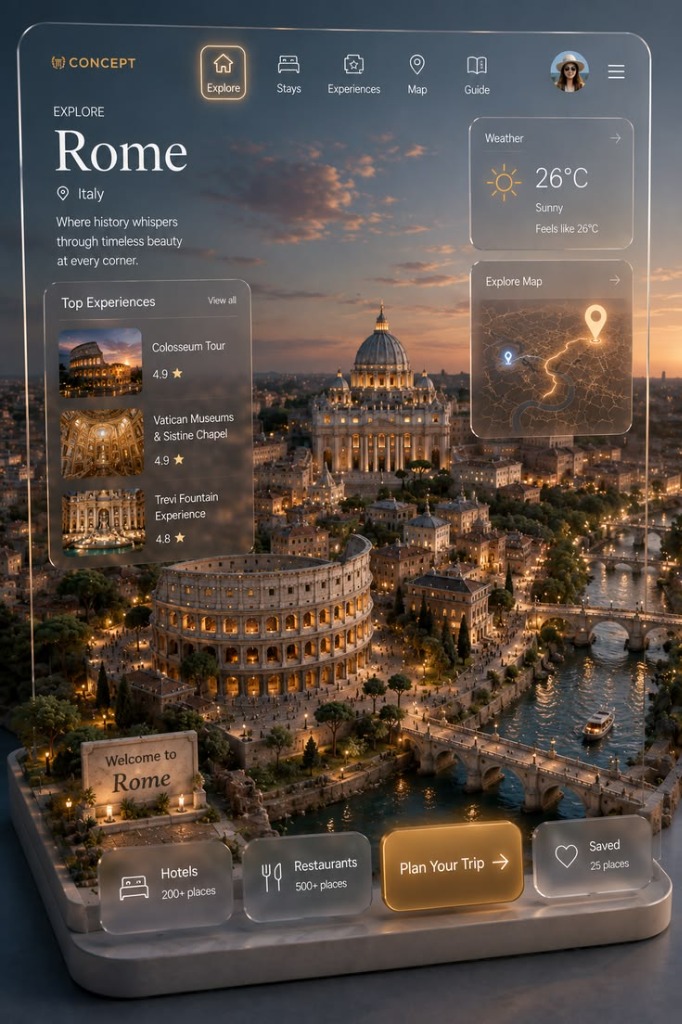 CONCEPT
Explore
Stays
Experiences
Map
Guide
EXPLORE
Rome
Italy
Where history whispers
through timeless beauty
at every corner.
Weather
26°C
Sunny
Feels like 26°C
Explore Map
Top Experiences
View all
Colosseum Tour
4.9
Vatican Museums
& Sistine Chapel
4.9
Trevi Fountain
Experience
4.8
Welcome to
Rome
Hotels
200+ places
Restaurants
500+ places
Plan Your Trip
Saved
25 places